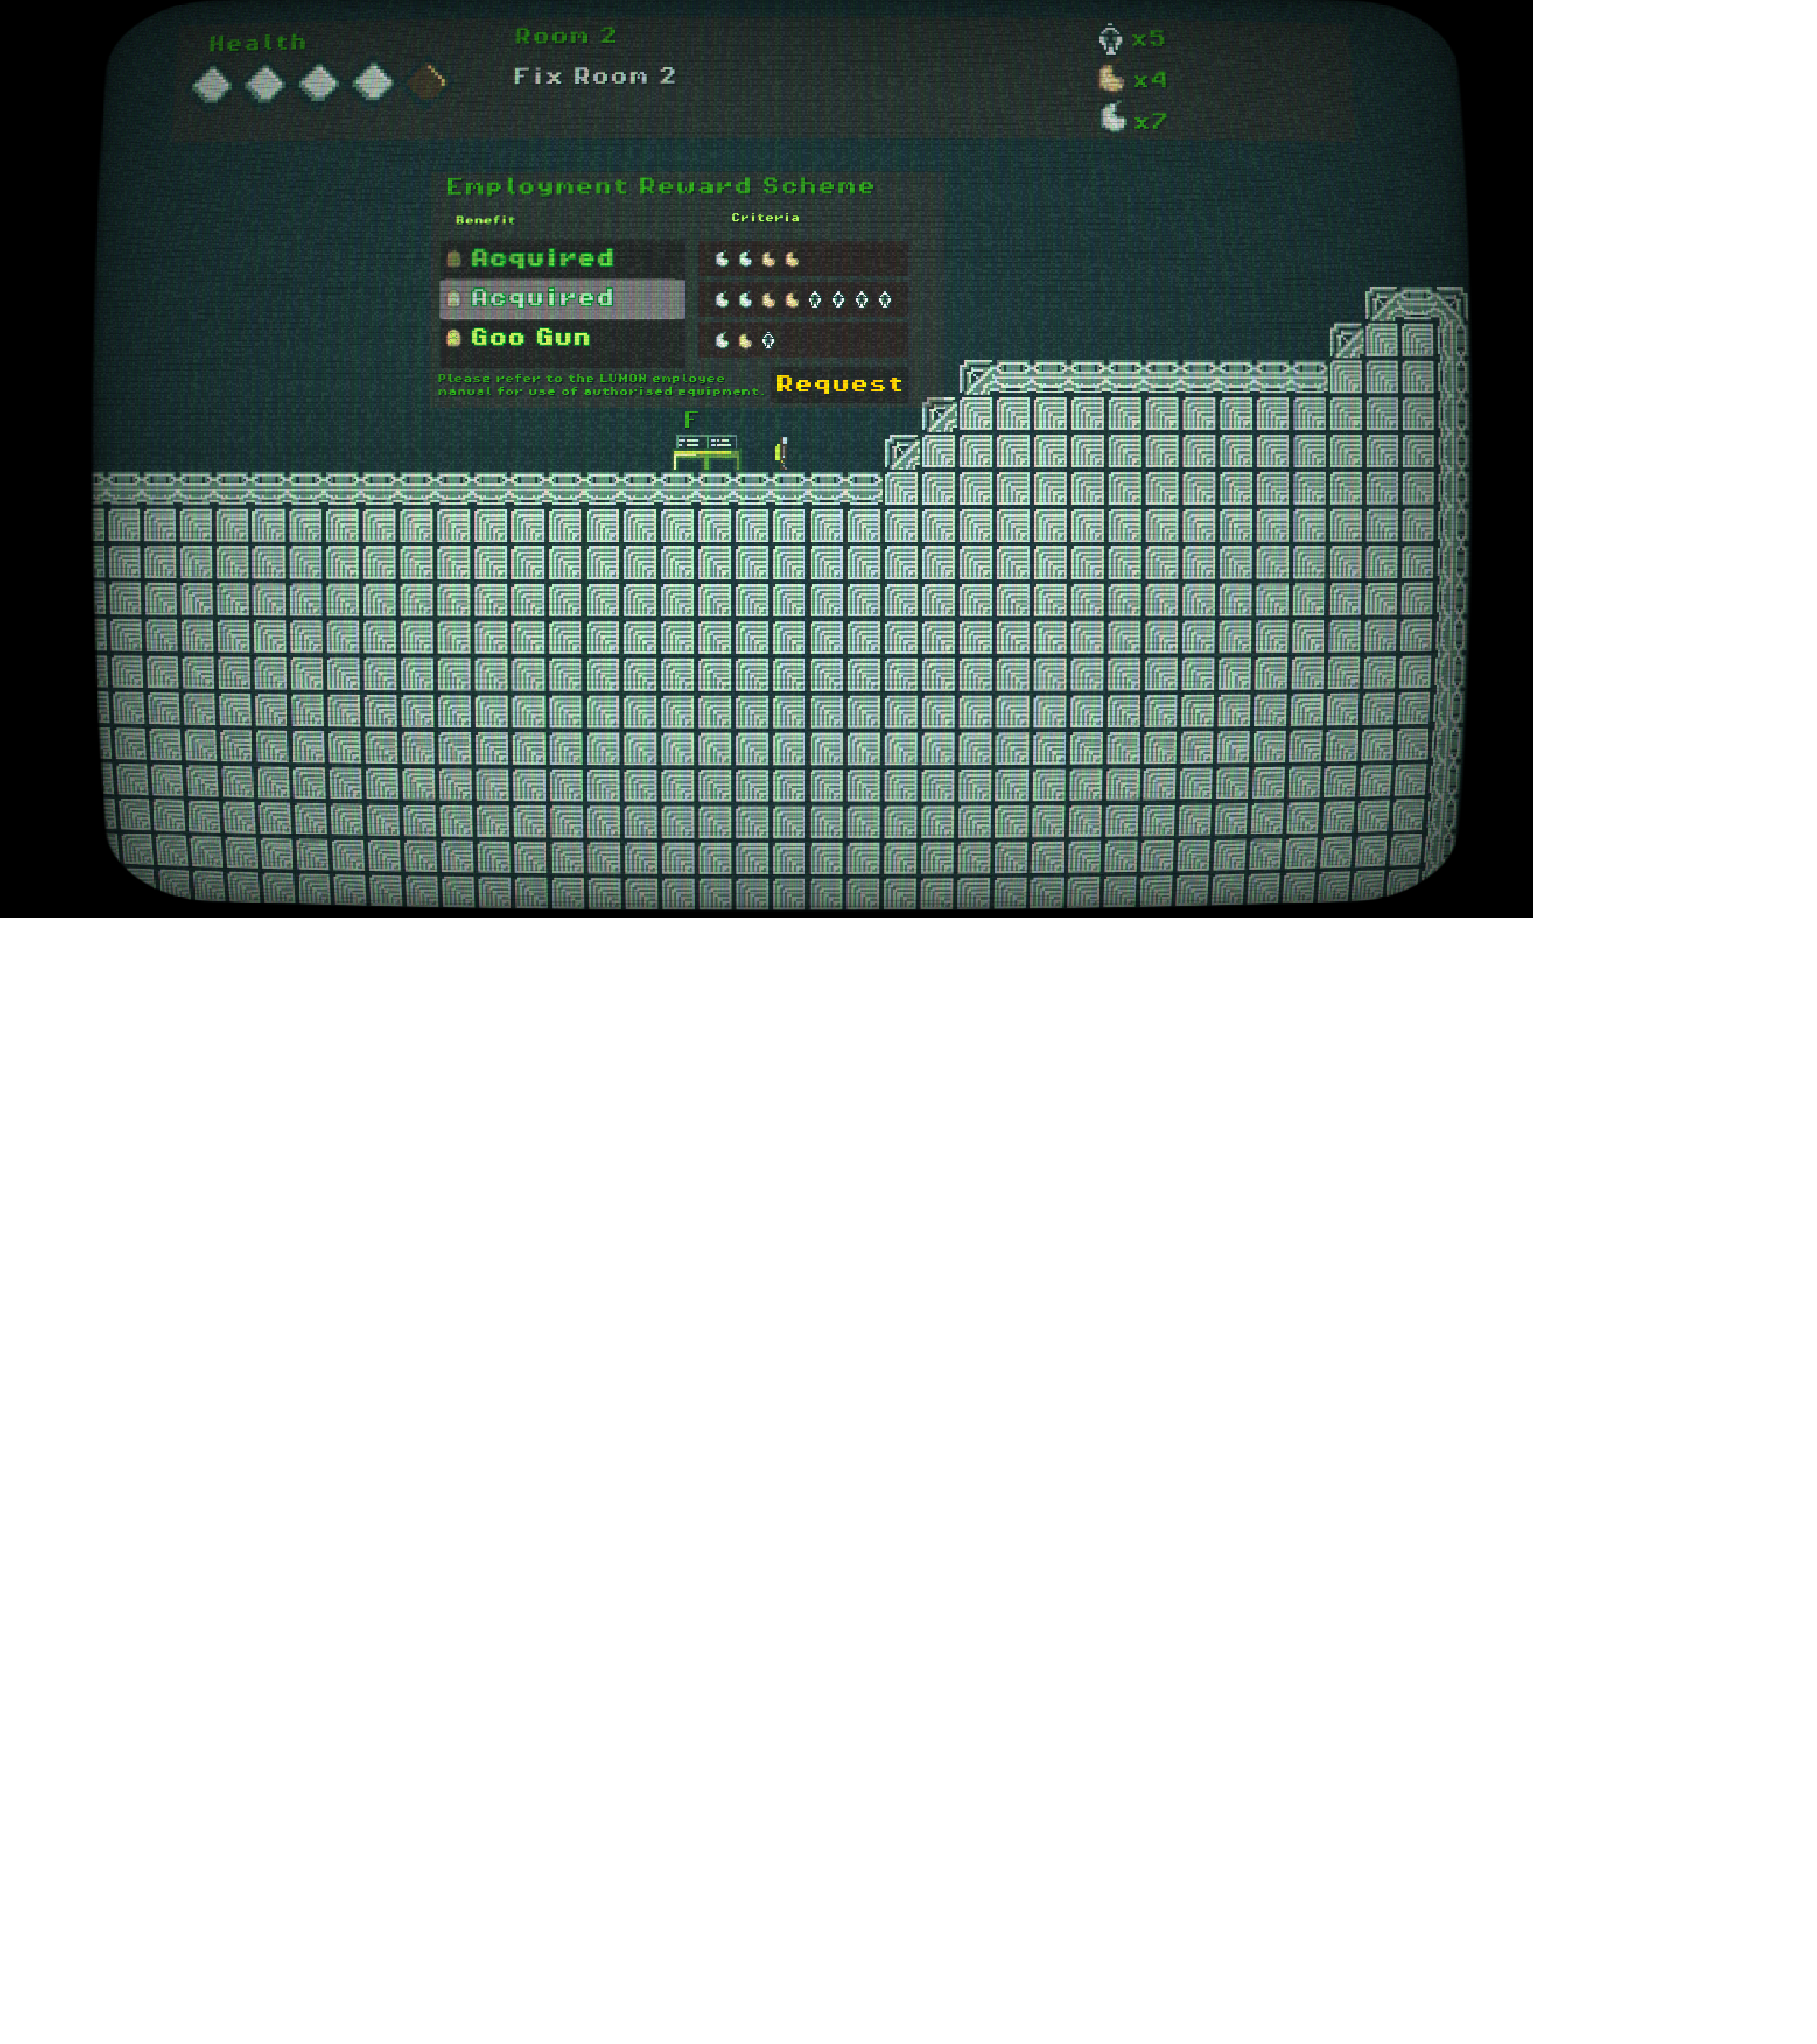 Health
Room 2
Fix Room 2
x5
x4
x7
Employment Reward Scheme
Benefit
Criteria
Acquired
Acquired
Goo Gun
Please refer to the LUMON employee
manual for use of authorised equipment.
Request
F